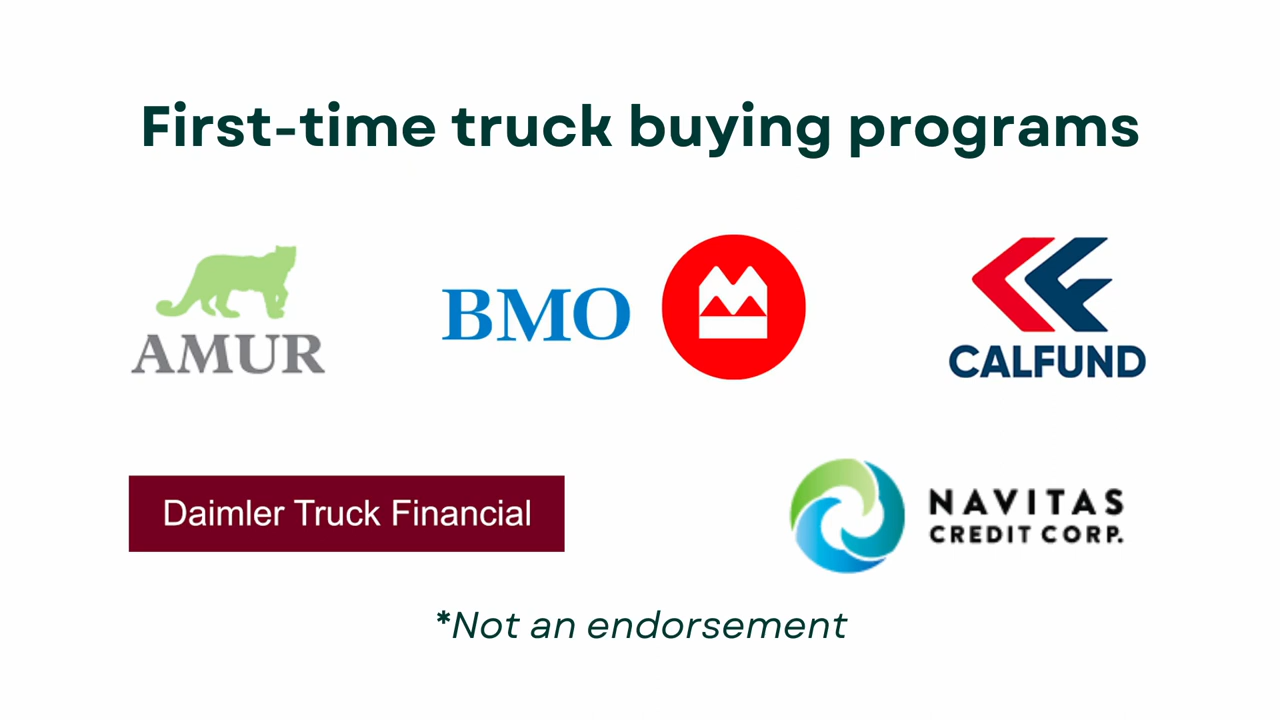 First-time truck buying programs
AMUR
BMO
CALFUND
Daimler Truck Financial
NAVITAS
CREDIT CORP.
*Not an endorsement